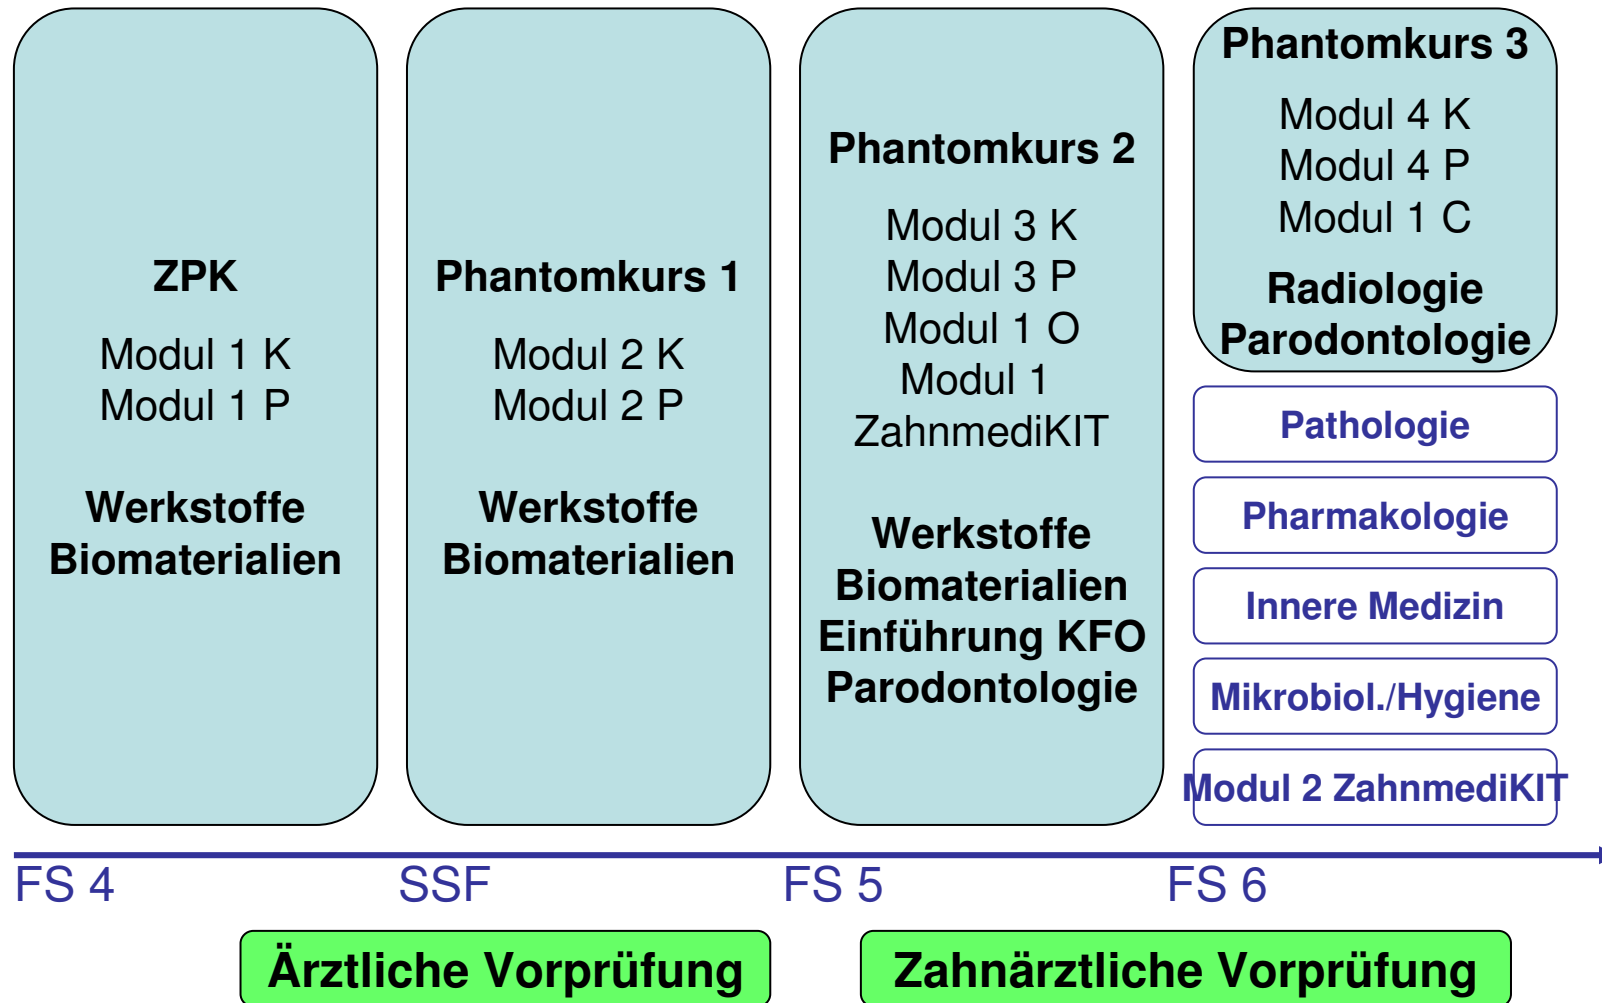 ZPK
Modul 1 K
Modul 1 P
Werkstoffe
Biomaterialien
Phantomkurs 1
Modul 2 K
Modul 2 P
Werkstoffe
Biomaterialien
Phantomkurs 2
Modul 3 K
Modul 3 P
Modul 1 O
Modul 1
ZahnmediKIT
Werkstoffe
Biomaterialien
Einführung KFO
Parodontologie
Phantomkurs 3
Modul 4 K
Modul 4 P
Modul 1 C
Radiologie
Parodontologie
Pathologie
Pharmakologie
Innere Medizin
Mikrobiol./Hygiene
Modul 2 ZahnmediKIT
FS 4
SSF
FS 5
FS 6
Ärztliche Vorprüfung
Zahnärztliche Vorprüfung